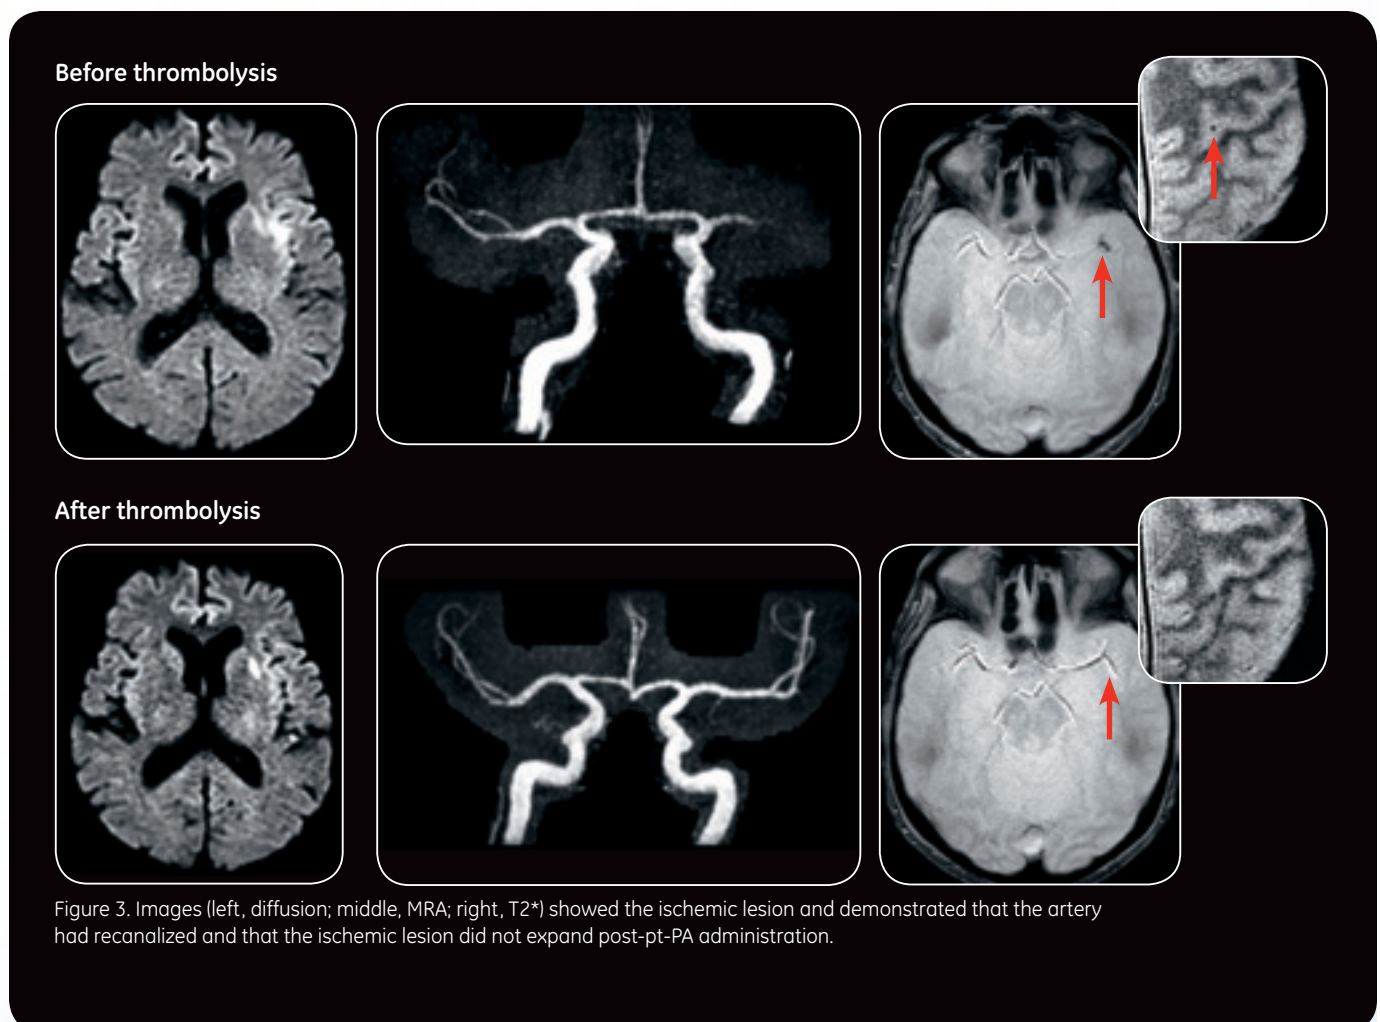 Before thrombolysis
After thrombolysis
Figure 3. Images (left, diffusion; middle, MRA; right, T2*) showed the ischemic lesion and demonstrated that the artery
had recanalized and that the ischemic lesion did not expand post-pt-PA administration.